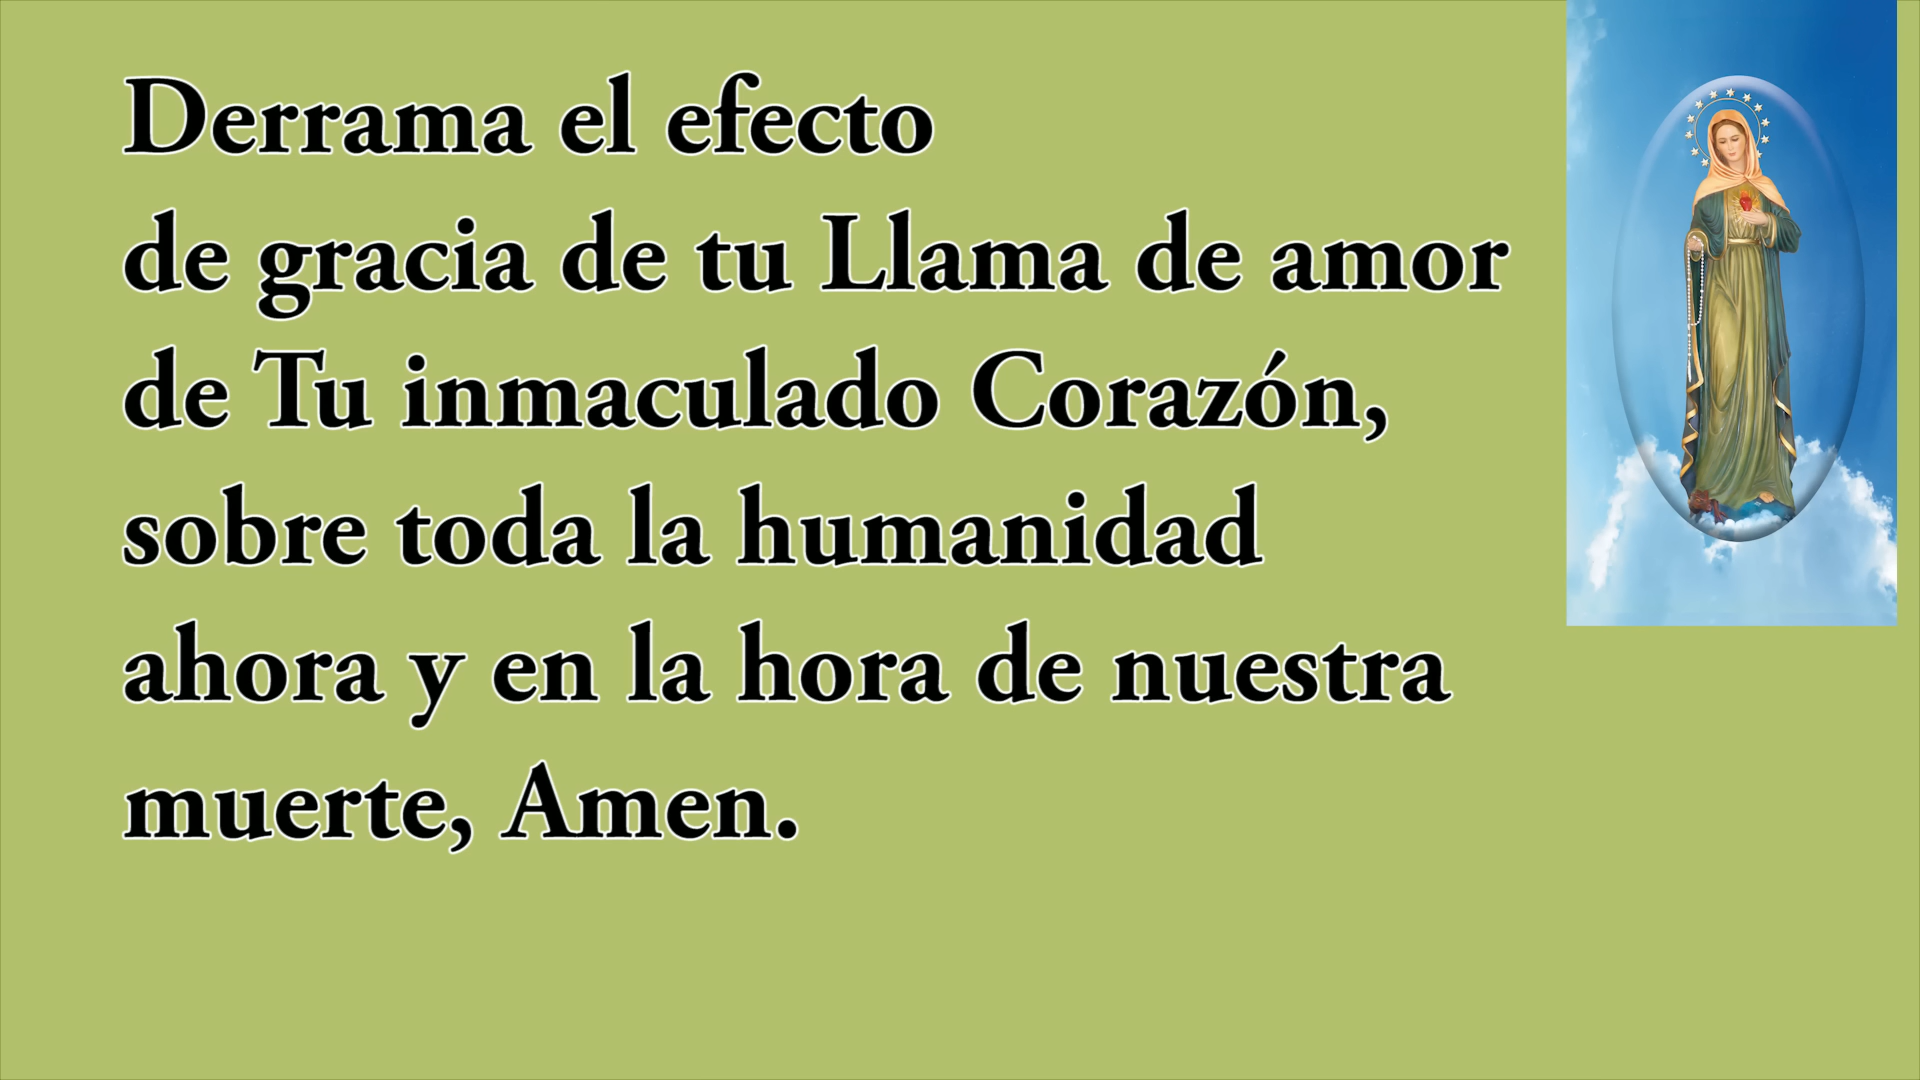 Derrama el efecto
de gracia de tu Llama de amor
de Tu inmaculado Corazón,
sobre toda la humanidad
ahora y en la hora de nuestra
muerte, Amen.